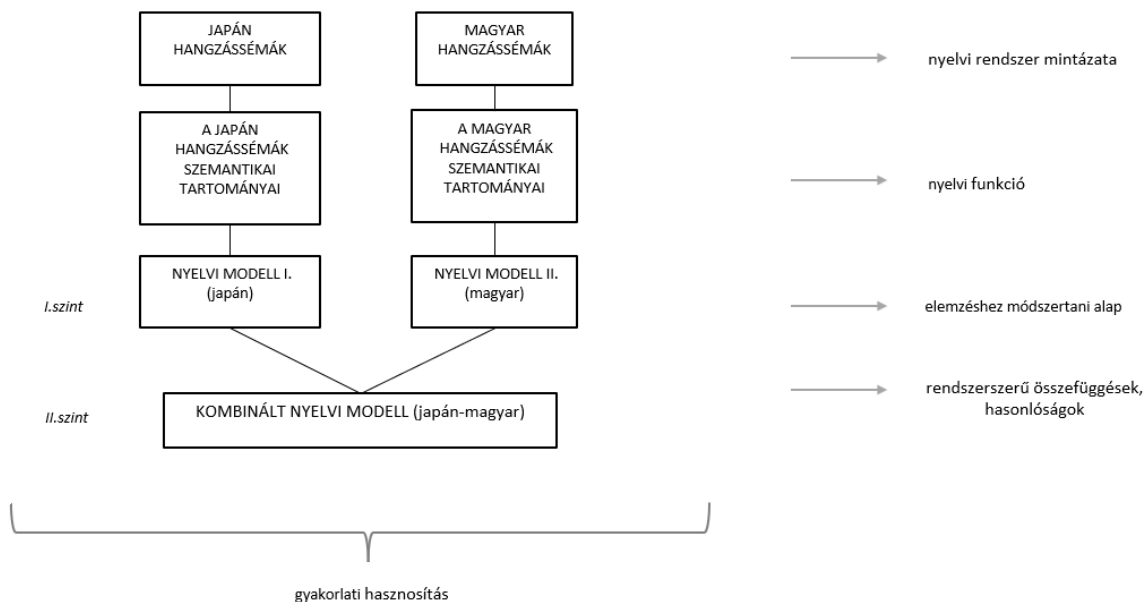 JAPÁN
HANGZÁSSÉMÁK
MAGYAR
HANGZÁSSÉMÁK
nyelvi rendszer mintázata
A JAPÁN
HANGZÁSSÉMÁK
SZEMANTIKAI
TARTOMÁNYAI
A MAGYAR
HANGZÁSSÉMÁK
SZEMANTIKAI
TARTOMÁNYAI
nyelvi funkció
NYELVI MODELL I.
(japán)
NYELVI MODELL II.
(magyar)
I.szint
elemzéshez módszertani alap
II.szint
KOMBINÁLT NYELVI MODELL (japán-magyar)
rendszerszerű összefüggések,
hasonlóságok
gyakorlati hasznosítás